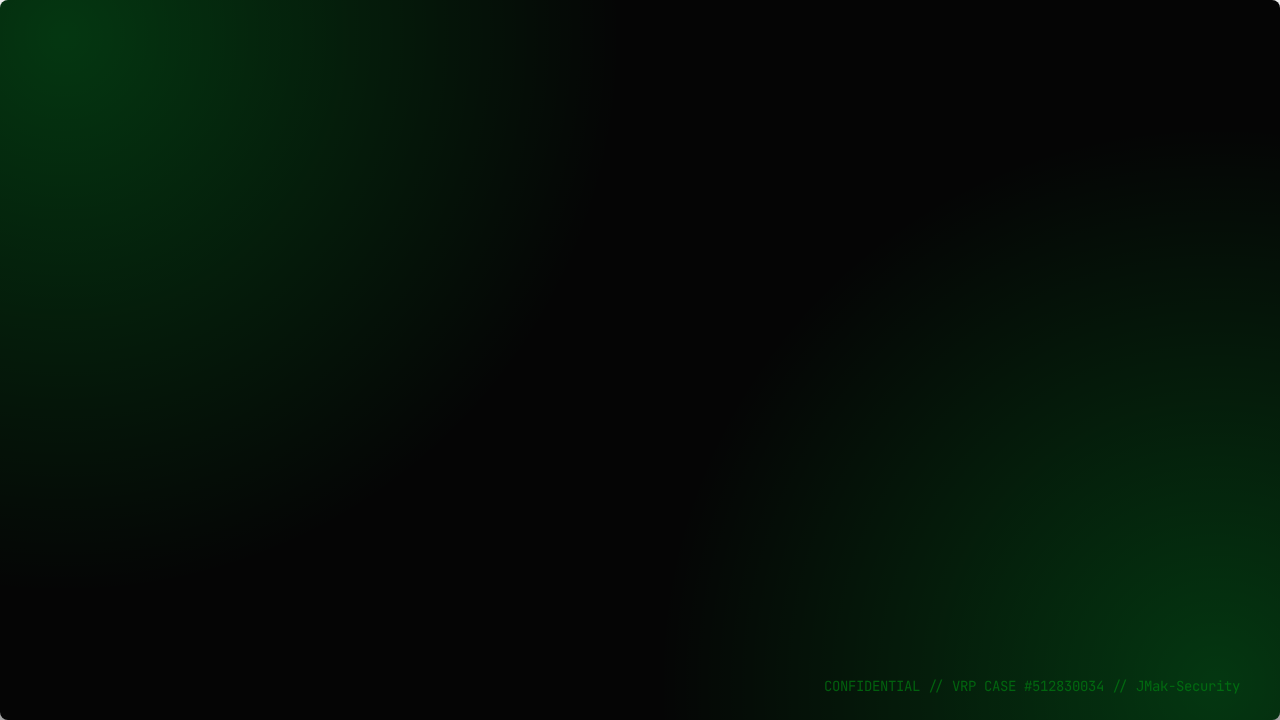 CONFIDENTIAL // VRP CASE #512830034 // JMak-Security